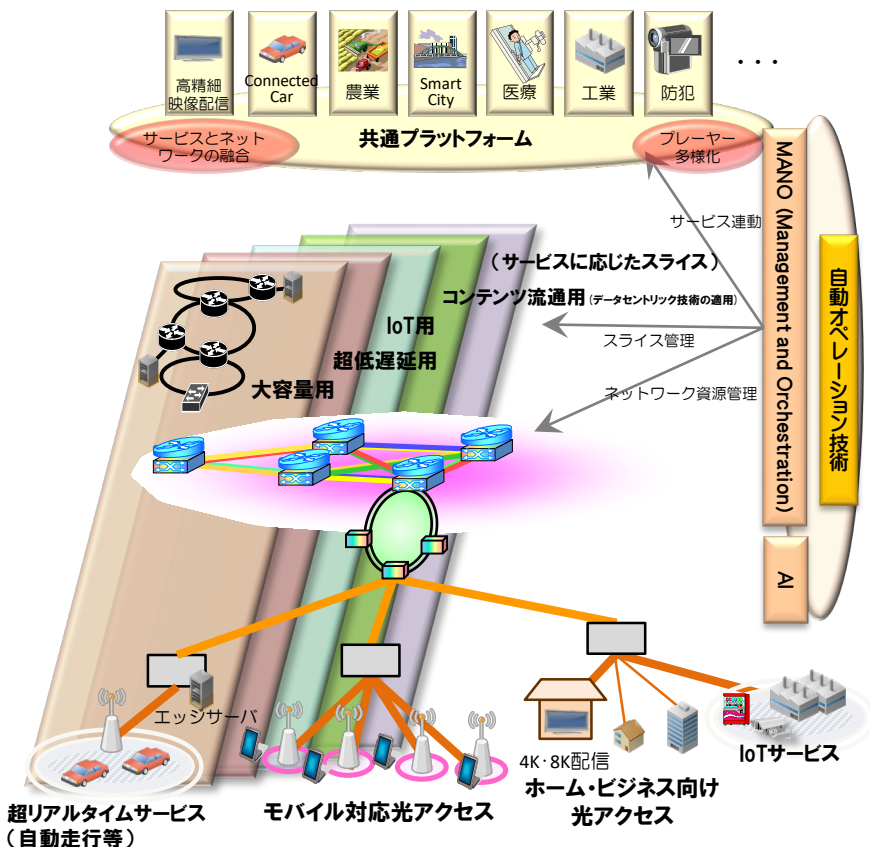 高精細
映像配信
Connected
Car
農業
Smart
City
医療
工業
防犯
・・・
サービスとネット
ワークの融合
共通プラットフォーム
プレーヤー
多様化
MANO (Management and Orchestration)
自動オペレーション技術
AI
サービス連動
(サービスに応じたスライス)
コンテンツ流通用(データセントリック技術の適用)
IoT用
スライス管理
超低遅延用
大容量用
ネットワーク資源管理
エッジサーバ
4K・8K配信
IoTサービス
超リアルタイムサービス
(自動走行等)
モバイル対応光アクセス
ホーム・ビジネス向け
光アクセス